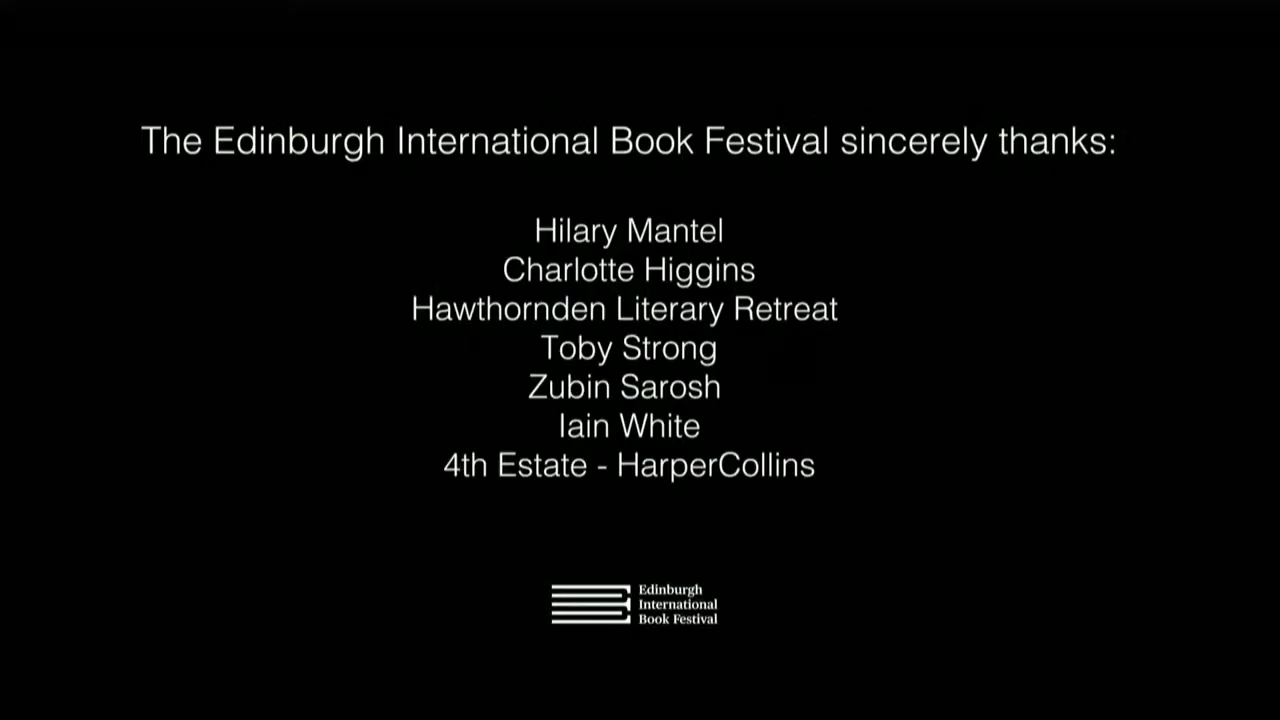 The Edinburgh International Book Festival sincerely thanks:
Hilary Mantel
Charlotte Higgins
Hawthornden Literary Retreat
Toby Strong
Zubin Sarosh
Iain White
4th Estate - HarperCollins
Edinburgh
International
Book Festival